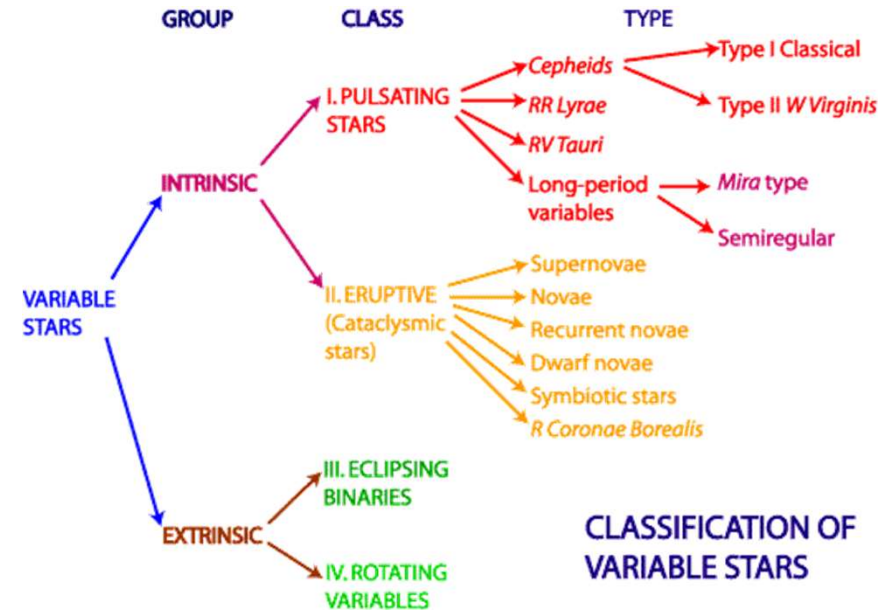 GROUP CLASS TYPE
I. PULSATING
STARS
Cepheids
RR Lyrae
RV Tauri
Long-period
variables
Type I Classical
Type II W Virginis
Mira type
Semiregular
INTRINSIC
VARIABLE
STARS
II. ERUPTIVE
(Cataclysmic
stars)
Supernovae
Novae
Recurrent novae
Dwarf novae
Symbiotic stars
R Coronae Borealis
EXTRINSIC
III. ECLIPSING
BINARIES
IV. ROTATING
VARIABLES
CLASSIFICATION OF
VARIABLE STARS